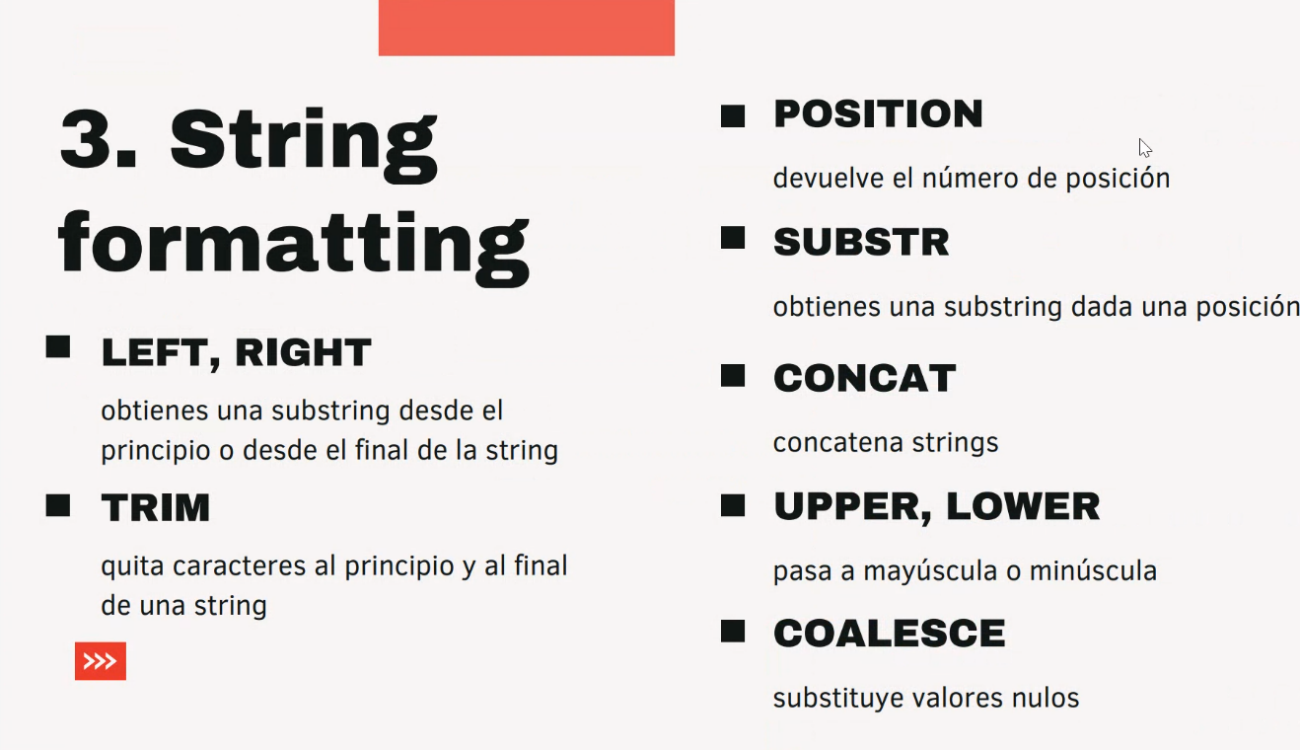 3. String
formatting
LEFT, RIGHT
obtienes una substring desde el
principio o desde el final de la string
TRIM
quita caracteres al principio y al final
de una string
>>>
POSITION
devuelve el número de posición
SUBSTR
obtienes una substring dada una posición
CONCAT
concatena strings
UPPER, LOWER
pasa a mayúscula o minúscula
COALESCE
substituye valores nulos